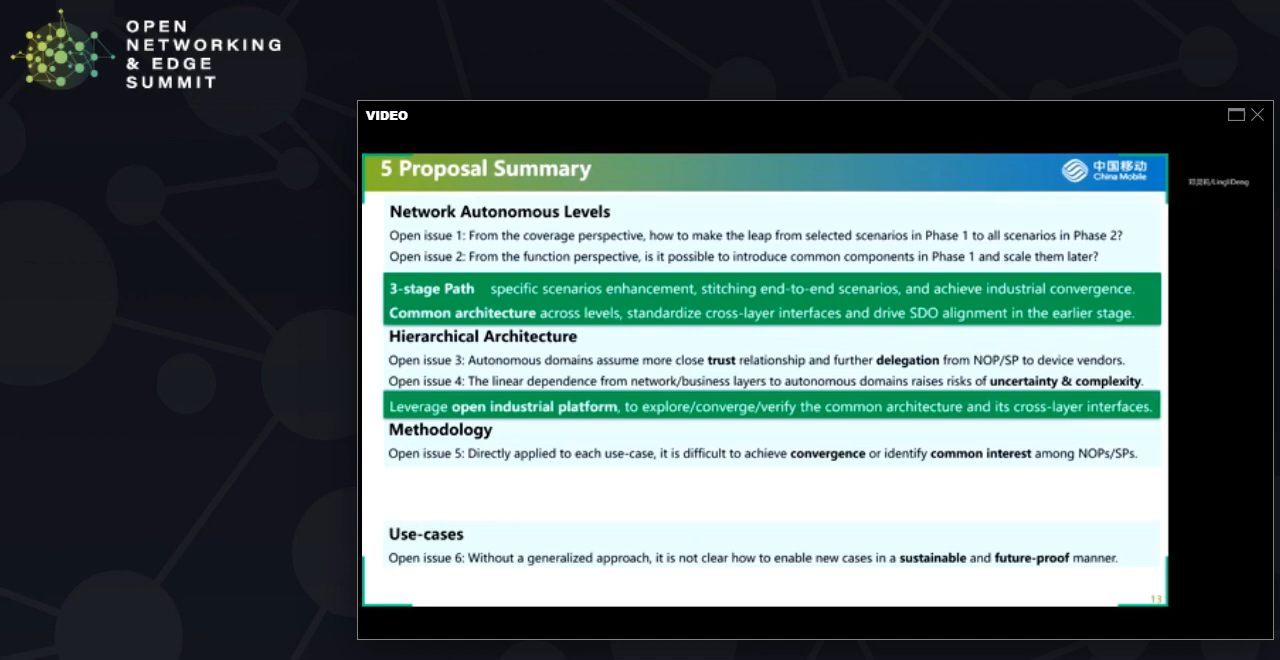 OPEN
NETWORKING
& EDGE
SUMMIT
VIDEO
5 Proposal Summary
中国移动
China Mobile
/LingliDeng
Network Autonomous Levels
Open issue 1: From the coverage perspective, how to make the leap from selected scenarios in Phase 1 to all scenarios in Phase 2?
Open issue 2: From the function perspective, is it possible to introduce common components in Phase 1 and scale them later?
3-stage Path specific scenarios enhancement, stitching end-to-end scenarios, and achieve industrial convergence.
Common architecture across levels, standardize cross-layer interfaces and drive SDO alignment in the earlier stage.
Hierarchical Architecture
Open issue 3: Autonomous domains assume more close trust relationship and further delegation from NOP/SP to device vendors.
Open issue 4: The linear dependence from network/business layers to autonomous domains raises risks of uncertainty & complexity.
Leverage open industrial platform, to explore/converge/verify the common architecture and its cross-layer interfaces.
Methodology
Open issue 5: Directly applied to each use-case, it is difficult to achieve convergence or identify common interest among NOPs/SPs.
Use-cases
Open issue 6: Without a generalized approach, it is not clear how to enable new cases in a sustainable and future-proof manner.
13